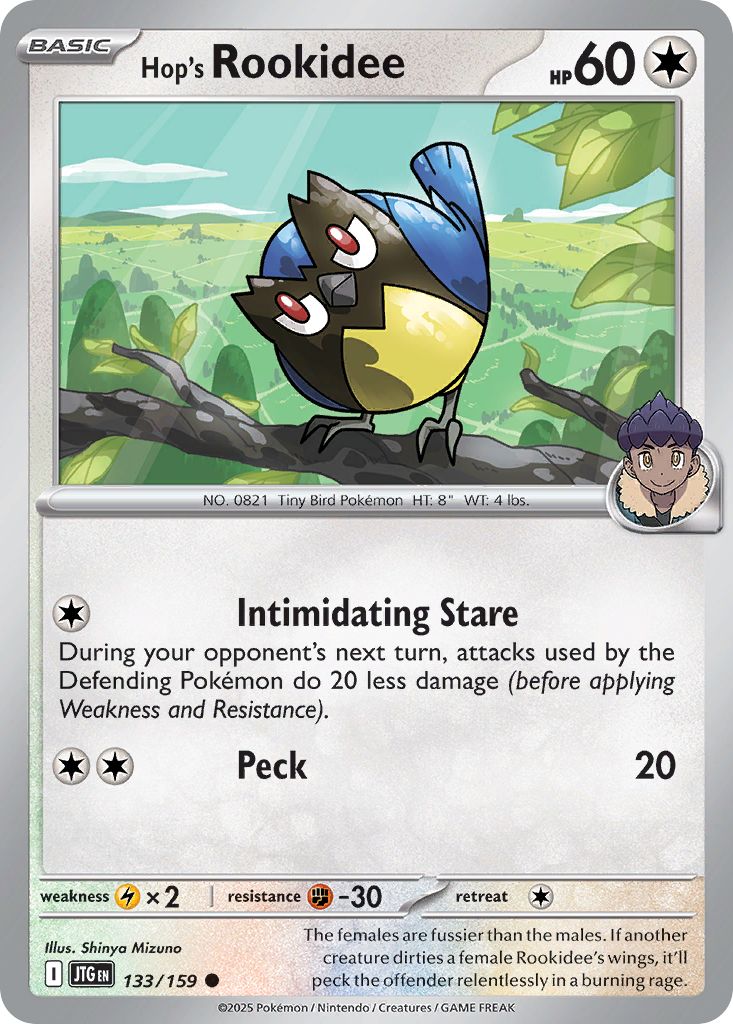 BASIC
Hop's Rookidee
HP 60
NO. 0821 Tiny Bird Pokémon HT: 8" WT: 4 lbs.
Intimidating Stare
During your opponent's next turn, attacks used by the
Defending Pokémon do 20 less damage (before applying
Weakness and Resistance).
Peck 20
weakness ×2 resistance -30 retreat
Illus. Shinya Mizuno
I JTG EN 133/159
The females are fussier than the males. If another
creature dirties a female Rookidee's wings, it'll
peck the offender relentlessly in a burning rage.
©2025 Pokémon / Nintendo / Creatures / GAME FREAK